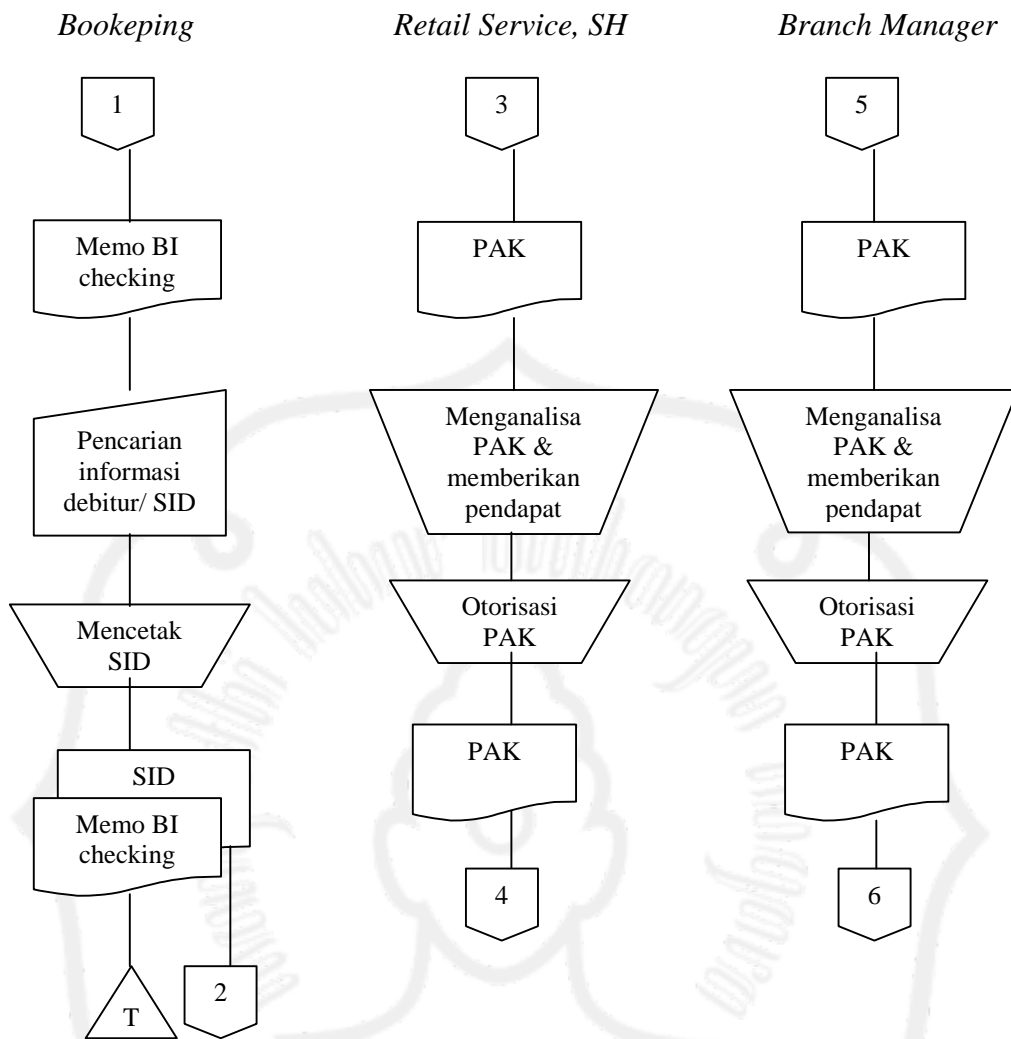 Bookeping
1
Memo BI
checking
Pencarian
informasi
debitur/ SID
Mencetak
SID
SID
Memo BI
checking
T
2
Retail Service, SH
3
PAK
Menganalisa
PAK &
memberikan
pendapat
Otorisasi
PAK
PAK
4
Branch Manager
5
PAK
Menganalisa
PAK &
memberikan
pendapat
Otorisasi
PAK
PAK
6